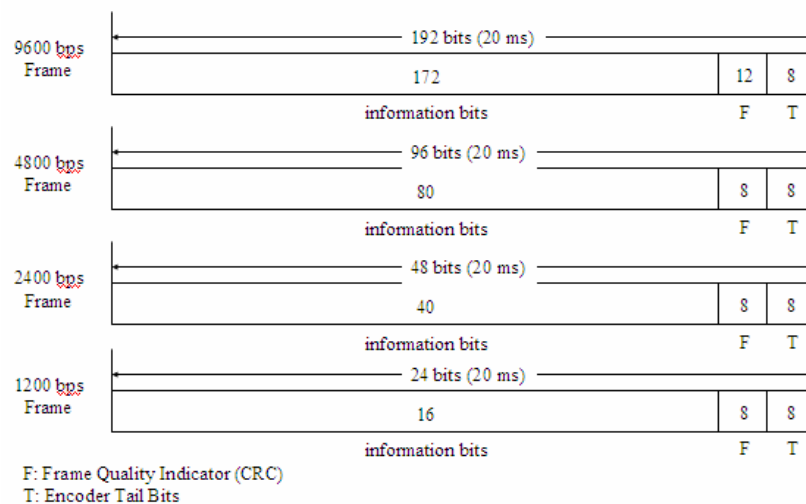 192 bits (20 ms)
9600 bps
Frame
172 12 8
information bits F T
96 bits (20 ms)
4800 bps
Frame
80 8 8
information bits F T
48 bits (20 ms)
2400 bps
Frame
40 8 8
information bits F T
24 bits (20 ms)
1200 bps
Frame
16 8 8
information bits F T
F: Frame Quality Indicator (CRC)
T: Encoder Tail Bits